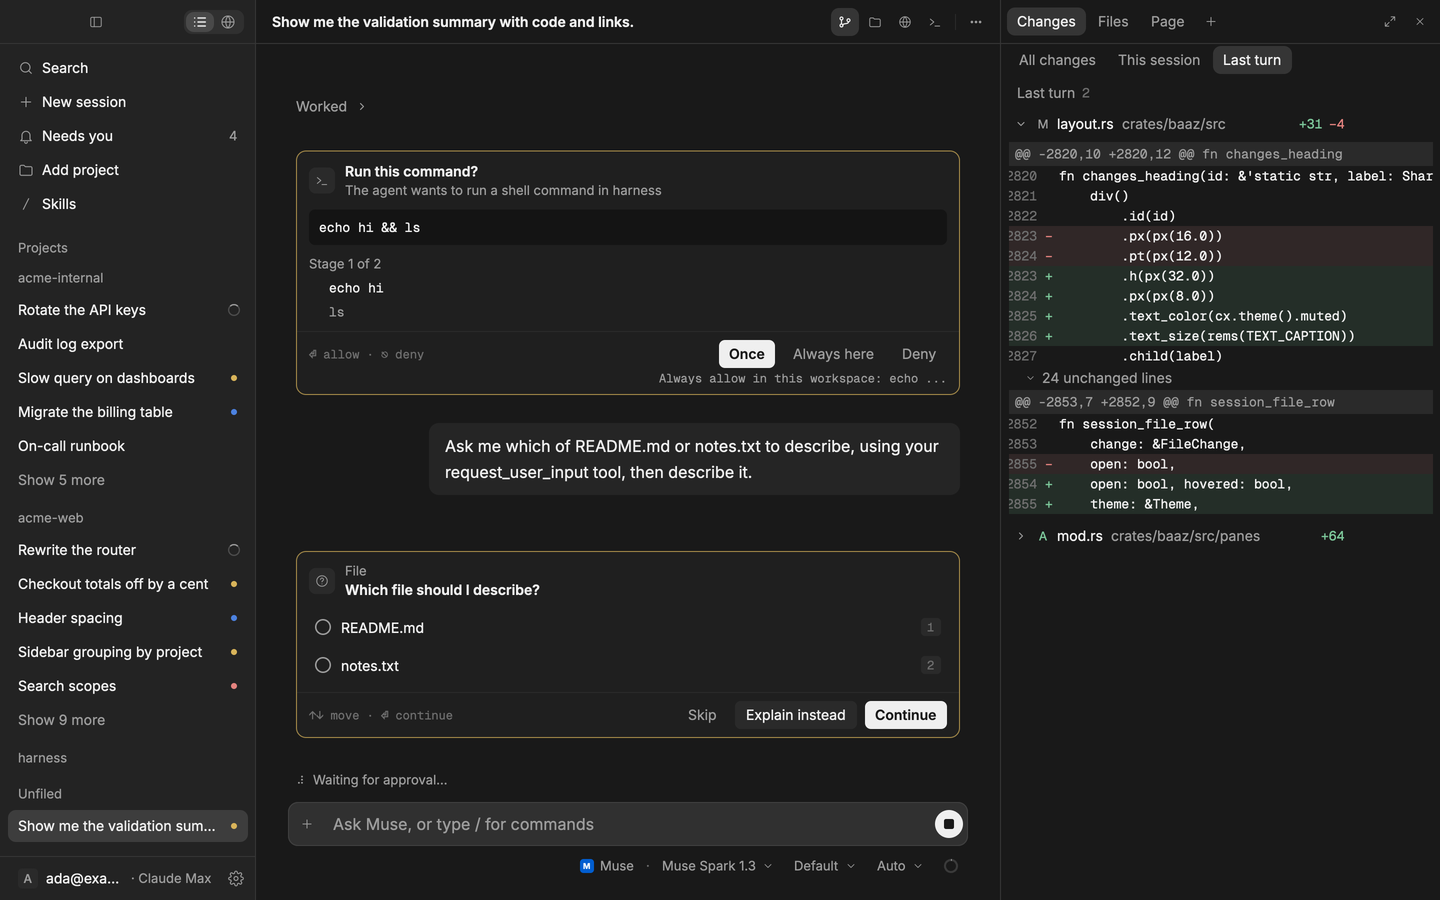 Search
New session
Needs you 4
Add project
Skills
Projects
acme-internal
Rotate the API keys
Audit log export
Slow query on dashboards
Migrate the billing table
On-call runbook
Show 5 more
acme-web
Rewrite the router
Checkout totals off by a cent
Header spacing
Sidebar grouping by project
Search scopes
Show 9 more
harness
Unfiled
Show me the validation sum...
A ada@exa... · Claude Max
Show me the validation summary with code and links.
Worked
Run this command?
The agent wants to run a shell command in harness
echo hi && ls
Stage 1 of 2
echo hi
ls
allow · deny
Once Always here Deny
Always allow in this workspace: echo ...
Ask me which of README.md or notes.txt to describe, using your
request_user_input tool, then describe it.
File
Which file should I describe?
README.md 1
notes.txt 2
move · continue
Skip Explain instead Continue
Waiting for approval...
Ask Muse, or type / for commands
M Muse · Muse Spark 1.3 Default Auto
Changes Files Page
All changes This session Last turn
Last turn 2
M layout.rs crates/baaz/src +31 −4
@@ -2820,10 +2820,12 @@ fn changes_heading
2820 fn changes_heading(id: &'static str, label: Shar
2821 div()
2822 .id(id)
2823 − .px(px(16.0))
2824 − .pt(px(12.0))
2823 + .h(px(32.0))
2824 + .px(px(8.0))
2825 + .text_color(cx.theme().muted)
2826 + .text_size(rems(TEXT_CAPTION))
2827 .child(label)
24 unchanged lines
@@ -2853,7 +2852,9 @@ fn session_file_row
2852 fn session_file_row(
2853 change: &FileChange,
2855 − open: bool,
2854 + open: bool, hovered: bool,
2855 + theme: &Theme,
A mod.rs crates/baaz/src/panes +64